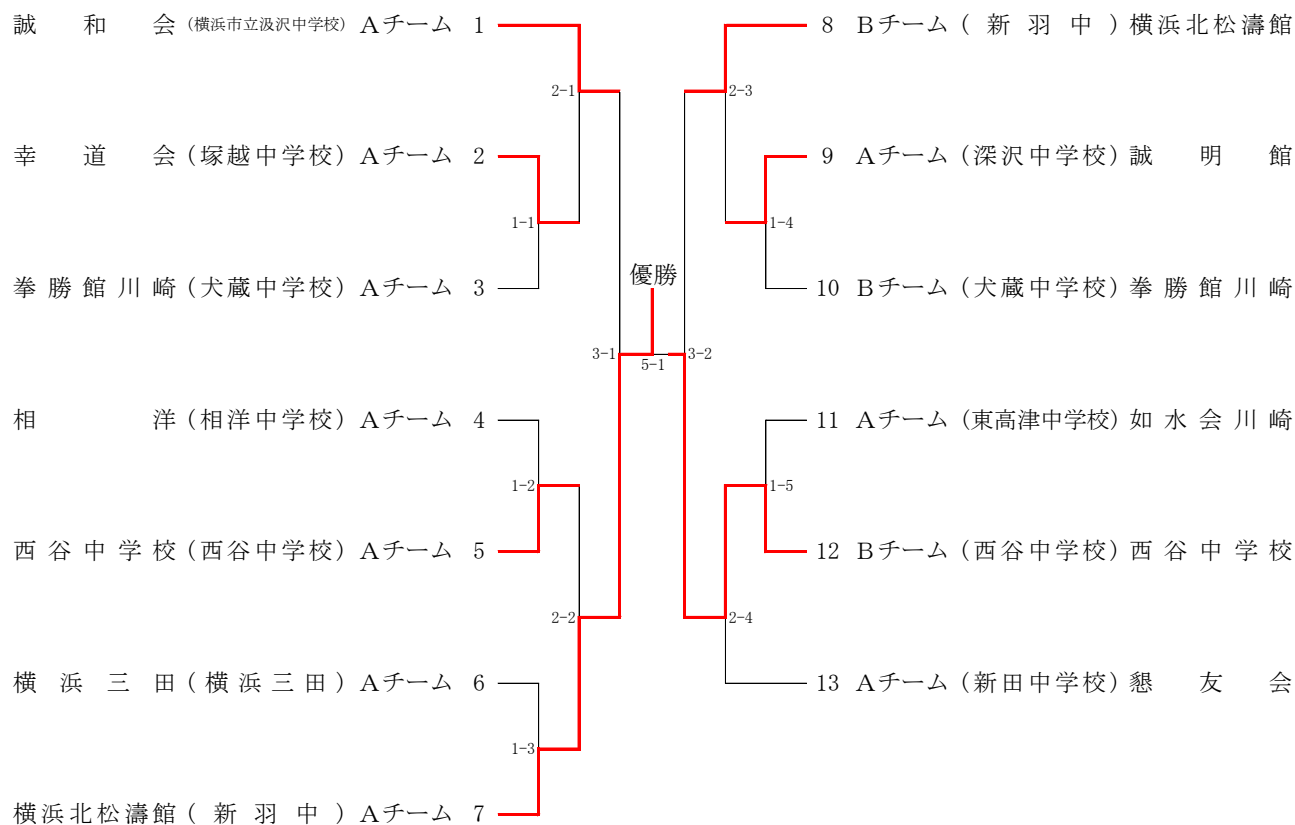 誠和会(横浜市立汲沢中学校) Aチーム 1
8 Bチーム (新羽中) 横浜北松濤館
2-1
2-3
幸道会 (塚越中学校) Aチーム 2
9 Aチーム (深沢中学校) 誠明館
1-1
1-4
拳勝館川崎 (犬蔵中学校) Aチーム 3
優勝
10 Bチーム (犬蔵中学校) 拳勝館川崎
3-1
5-1
3-2
相洋 (相洋中学校) Aチーム 4
11 Aチーム (東高津中学校) 如水会川崎
1-2
1-5
西谷中学校 (西谷中学校) Aチーム 5
12 Bチーム (西谷中学校) 西谷中学校
2-2
2-4
横浜三田 (横浜三田) Aチーム 6
13 Aチーム (新田中学校) 懇友会
1-3
横浜北松濤館 (新羽中) Aチーム 7